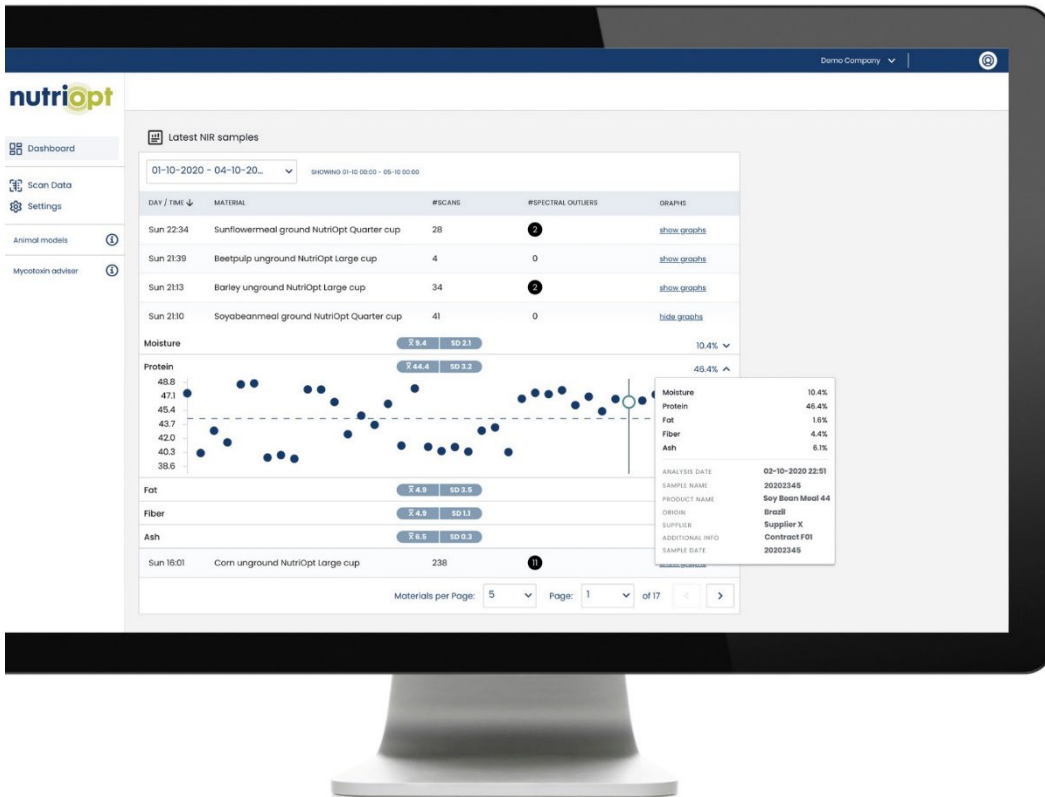 Demo Company
nutriopt
Dashboard
Scan Data
Settings
Animal models
Mycotoxin adviser
Latest NIR samples
01-10-2020 - 04-10-20... SHOWING 01-10 00:00 - 05-10 00:00
DAY / TIME MATERIAL #SCANS #SPECTRAL OUTLIERS GRAPHS
Sun 22:34 Sunflowermeal ground NutriOpt Quarter cup 28 2 show graphs
Sun 21:39 Beetpulp unground NutriOpt Large cup 4 0 show graphs
Sun 21:13 Barley unground NutriOpt Large cup 34 2 show graphs
Sun 21:10 Soyabeanmeal ground NutriOpt Quarter cup 41 0 hide graphs
Moisture x̄ 9.4 SD 2.1 10.4%
Protein x̄ 44.4 SD 3.2 46.4%
48.8
47.1
45.4
43.7
42.0
40.3
38.6
Moisture 10.4%
Protein 46.4%
Fat 1.6%
Fiber 4.4%
Ash 6.1%
ANALYSIS DATE 02-10-2020 22:51
SAMPLE NAME 20202345
PRODUCT NAME Soy Bean Meal 44
ORIGIN Brazil
SUPPLIER Supplier X
ADDITIONAL INFO Contract F01
SAMPLE DATE 20202345
Fat x̄ 4.9 SD 3.5
Fiber x̄ 4.9 SD 1.1
Ash x̄ 6.5 SD 0.3
Sun 16:01 Corn unground NutriOpt Large cup 238 11
Materials per Page: 5 Page: 1 of 17